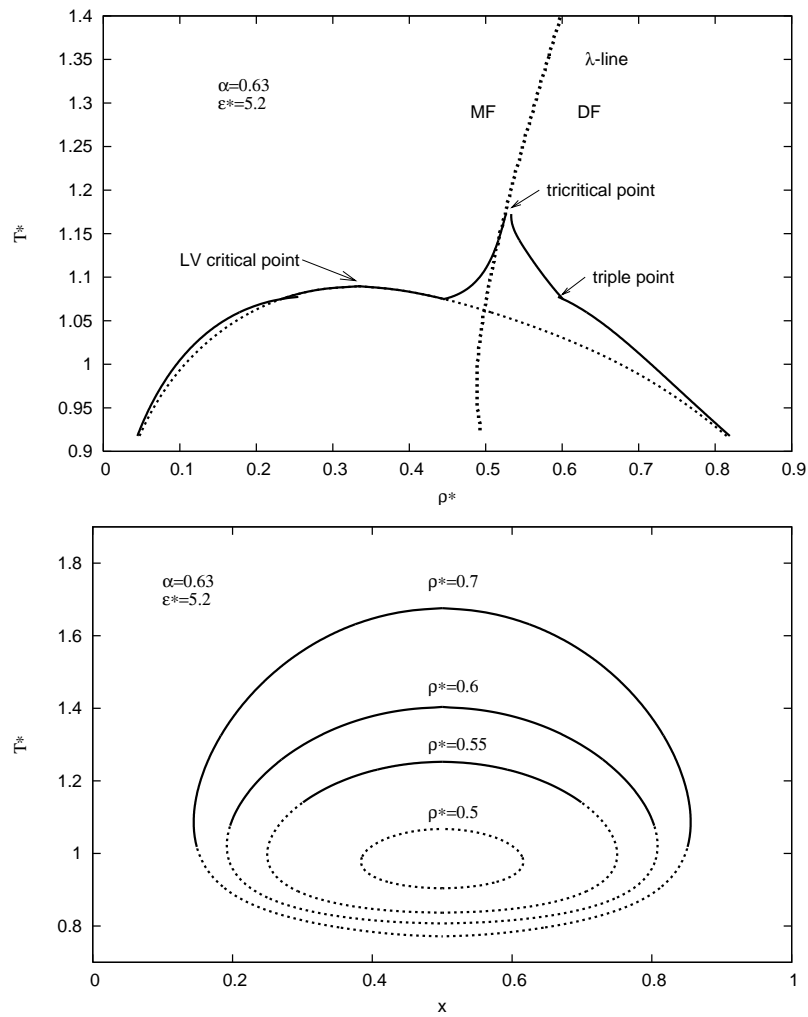 1.4
1.35
1.3
1.25
1.2
1.15
1.1
1.05
1
0.95
0.9
T*
α=0.63
ε*=5.2
λ-line
MF
DF
tricritical point
LV critical point
triple point
0
0.1
0.2
0.3
0.4
0.5
0.6
0.7
0.8
0.9
ρ*
1.8
1.6
1.4
1.2
1
0.8
T*
α=0.63
ε*=5.2
ρ*=0.7
ρ*=0.6
ρ*=0.55
ρ*=0.5
0
0.2
0.4
0.6
0.8
1
x